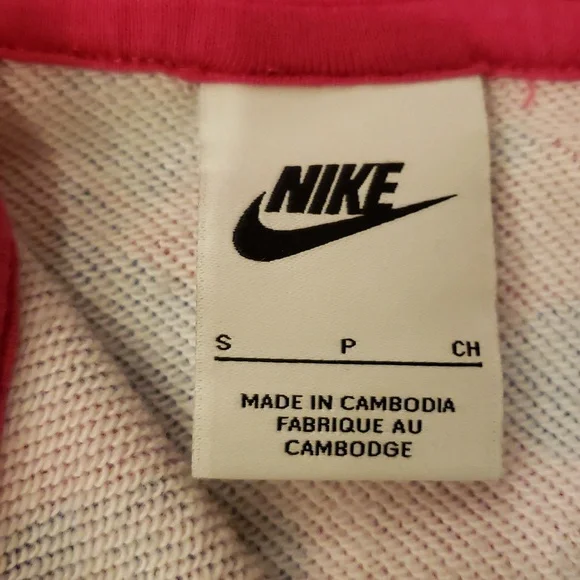 NIKE
S P CH
MADE IN CAMBODIA
FABRIQUE AU
CAMBODGE